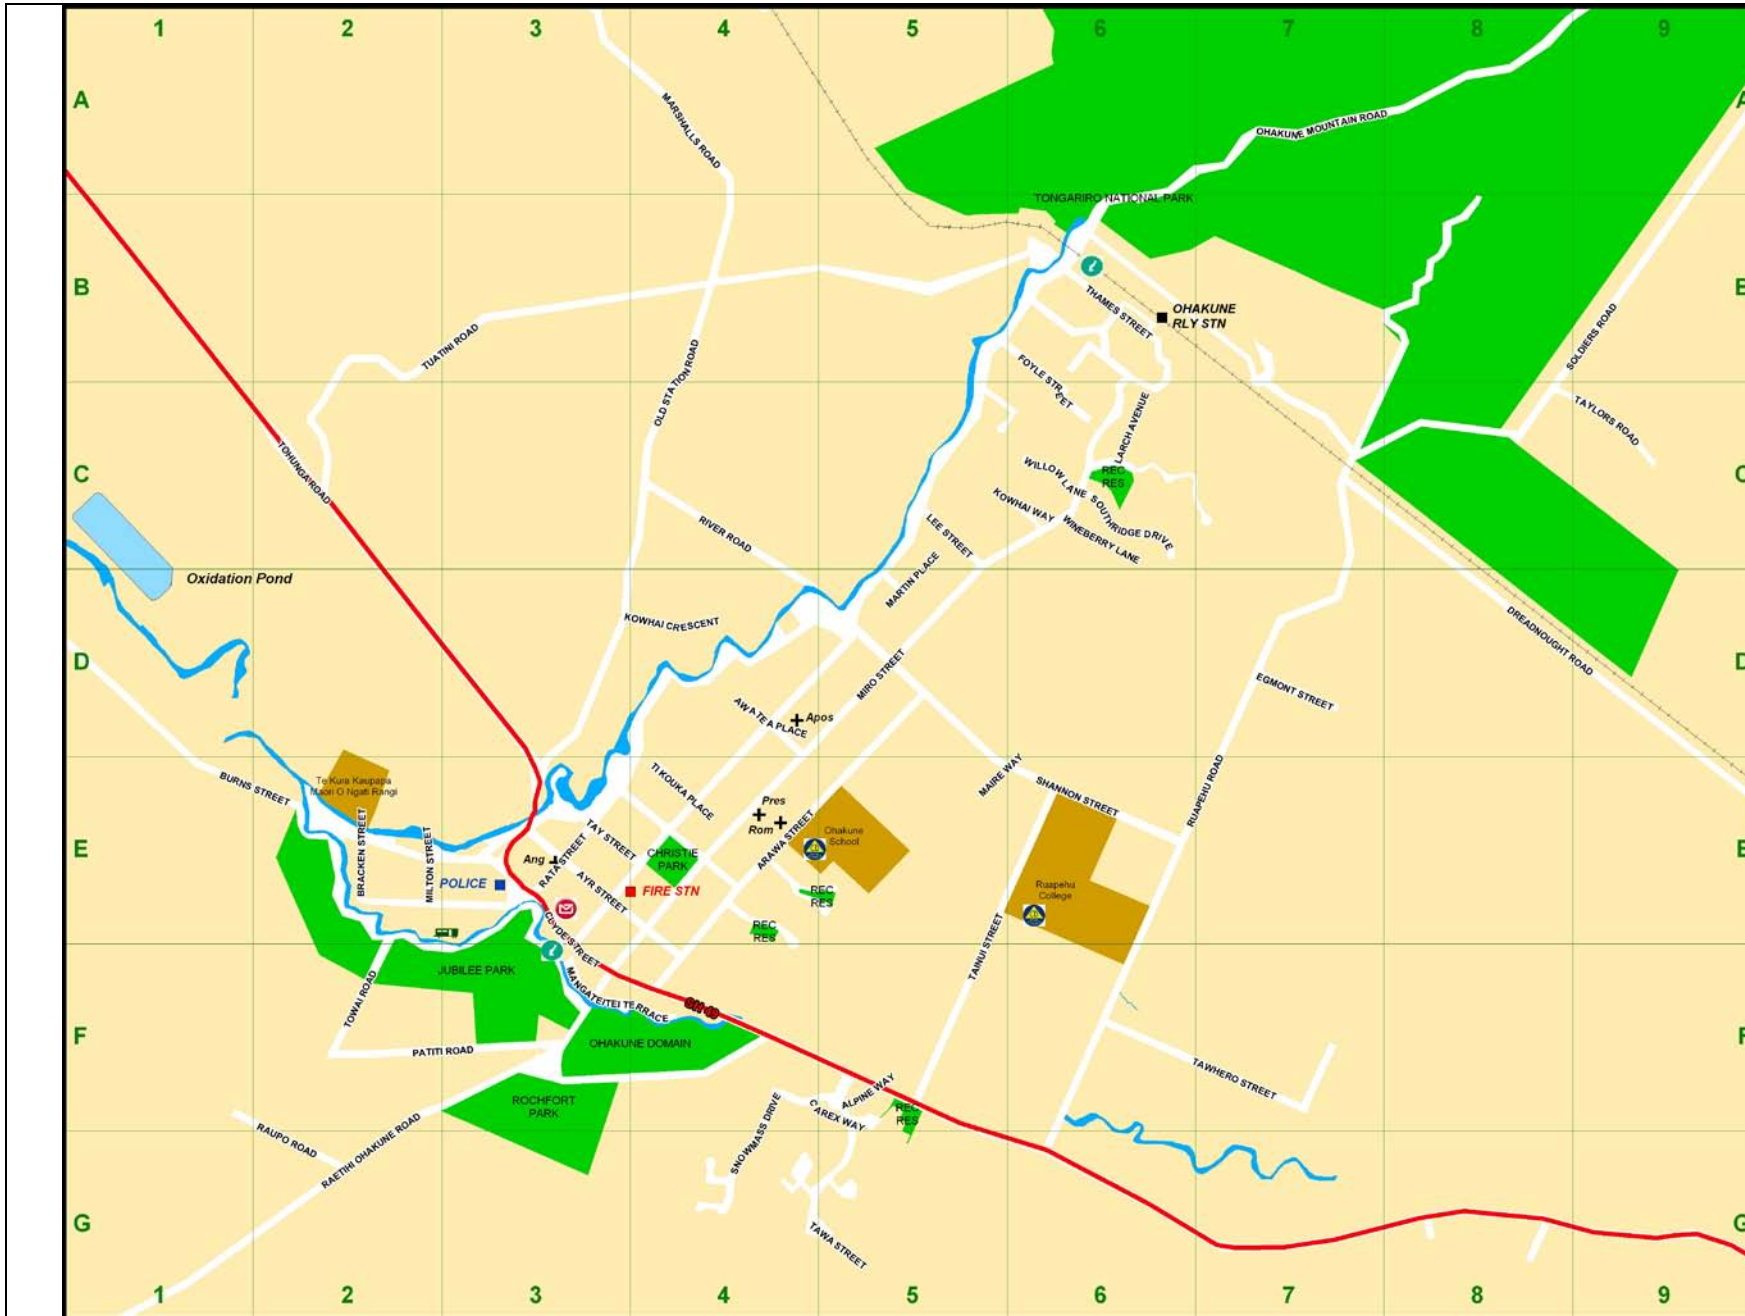 1 2 3 4 5 6 7 8 9
A
A
MARSHALLS ROAD
OHAKUNE MOUNTAIN ROAD
TONGARIRO NATIONAL PARK
B
B
THAMES STREET
OHAKUNE
RLY STN
SOLDIERS ROAD
TUATINI ROAD
OLD STATION ROAD
FOYLE STREET
LARCH AVENUE
TAYLORS ROAD
C
C
TOHUNGA ROAD
REC
RES
WILLOW LANE
KOWHAI WAY
SOUTHRIDGE DRIVE
WINEBERRY LANE
RIVER ROAD
LEE STREET
MARTIN PLACE
Oxidation Pond
KOWHAI CRESCENT
DREADNOUGHT ROAD
D
D
MIRO STREET
EGMONT STREET
AWATEA PLACE
Apos
BURNS STREET
Te Kura Kaupapa
Maori O Ngati Rangi
TI KOUKA PLACE
MAIRE WAY
SHANNON STREET
RUAPEHU ROAD
Pres
Rom
ARAWA STREET
Ohakune
School
E
E
BRACKEN STREET
MILTON STREET
TAY STREET
RATA STREET
Ang
CHRISTIE
PARK
AYR STREET
POLICE
FIRE STN
REC
RES
Ruapehu
College
CLYDE STREET
REC
RES
TAINUI STREET
JUBILEE PARK
MANGATEITEI TERRACE
TOWAI ROAD
SH 49
F
F
PATITI ROAD
OHAKUNE DOMAIN
TAWHERO STREET
ROCHFORT
PARK
ALPINE WAY
CAREX WAY
REC
RES
RAUPO ROAD
RAETIHI OHAKUNE ROAD
SNOWMASS DRIVE
G
G
TAWA STREET
1 2 3 4 5 6 7 8 9